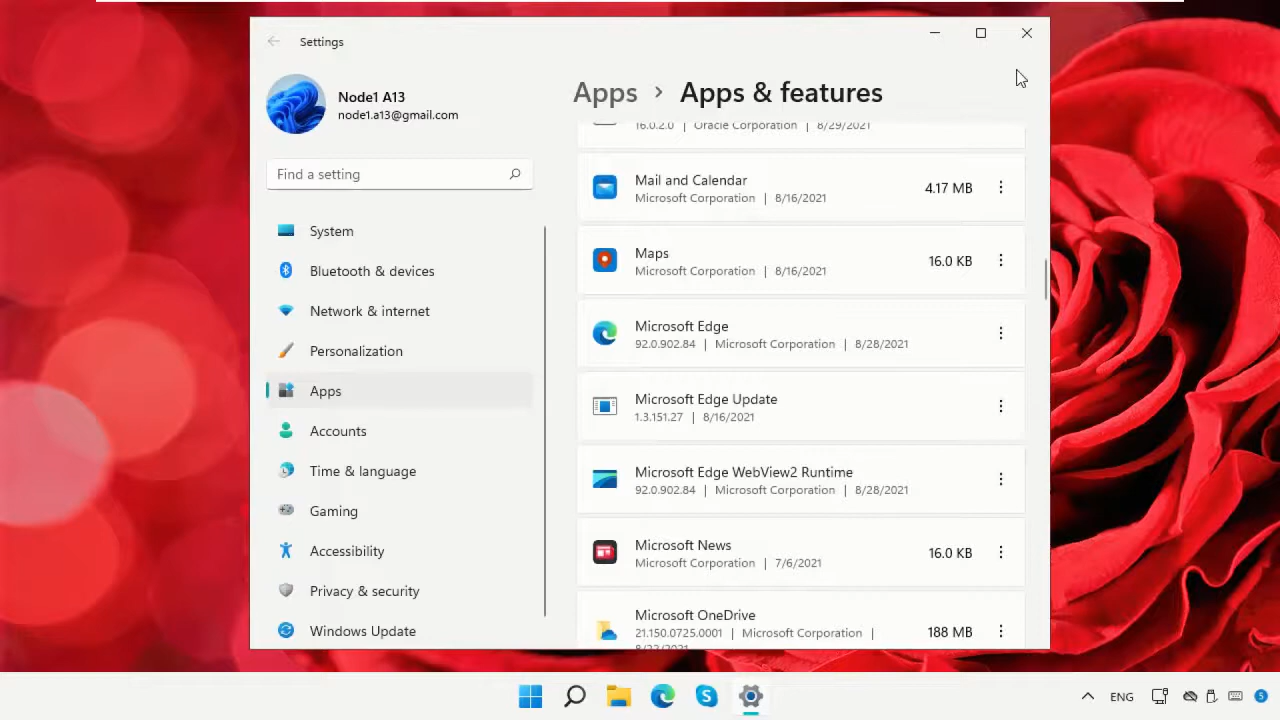 Settings
Node1 A13
node1.a13@gmail.com
Find a setting
System
Bluetooth & devices
Network & internet
Personalization
Apps
Accounts
Time & language
Gaming
Accessibility
Privacy & security
Windows Update
Apps > Apps & features
16.0.2.0 | Oracle Corporation | 8/29/2021
Mail and Calendar
Microsoft Corporation | 8/16/2021
4.17 MB
Maps
Microsoft Corporation | 8/16/2021
16.0 KB
Microsoft Edge
92.0.902.84 | Microsoft Corporation | 8/28/2021
Microsoft Edge Update
1.3.151.27 | 8/16/2021
Microsoft Edge WebView2 Runtime
92.0.902.84 | Microsoft Corporation | 8/28/2021
Microsoft News
Microsoft Corporation | 7/6/2021
16.0 KB
Microsoft OneDrive
21.150.0725.0001 | Microsoft Corporation |
188 MB
ENG
5